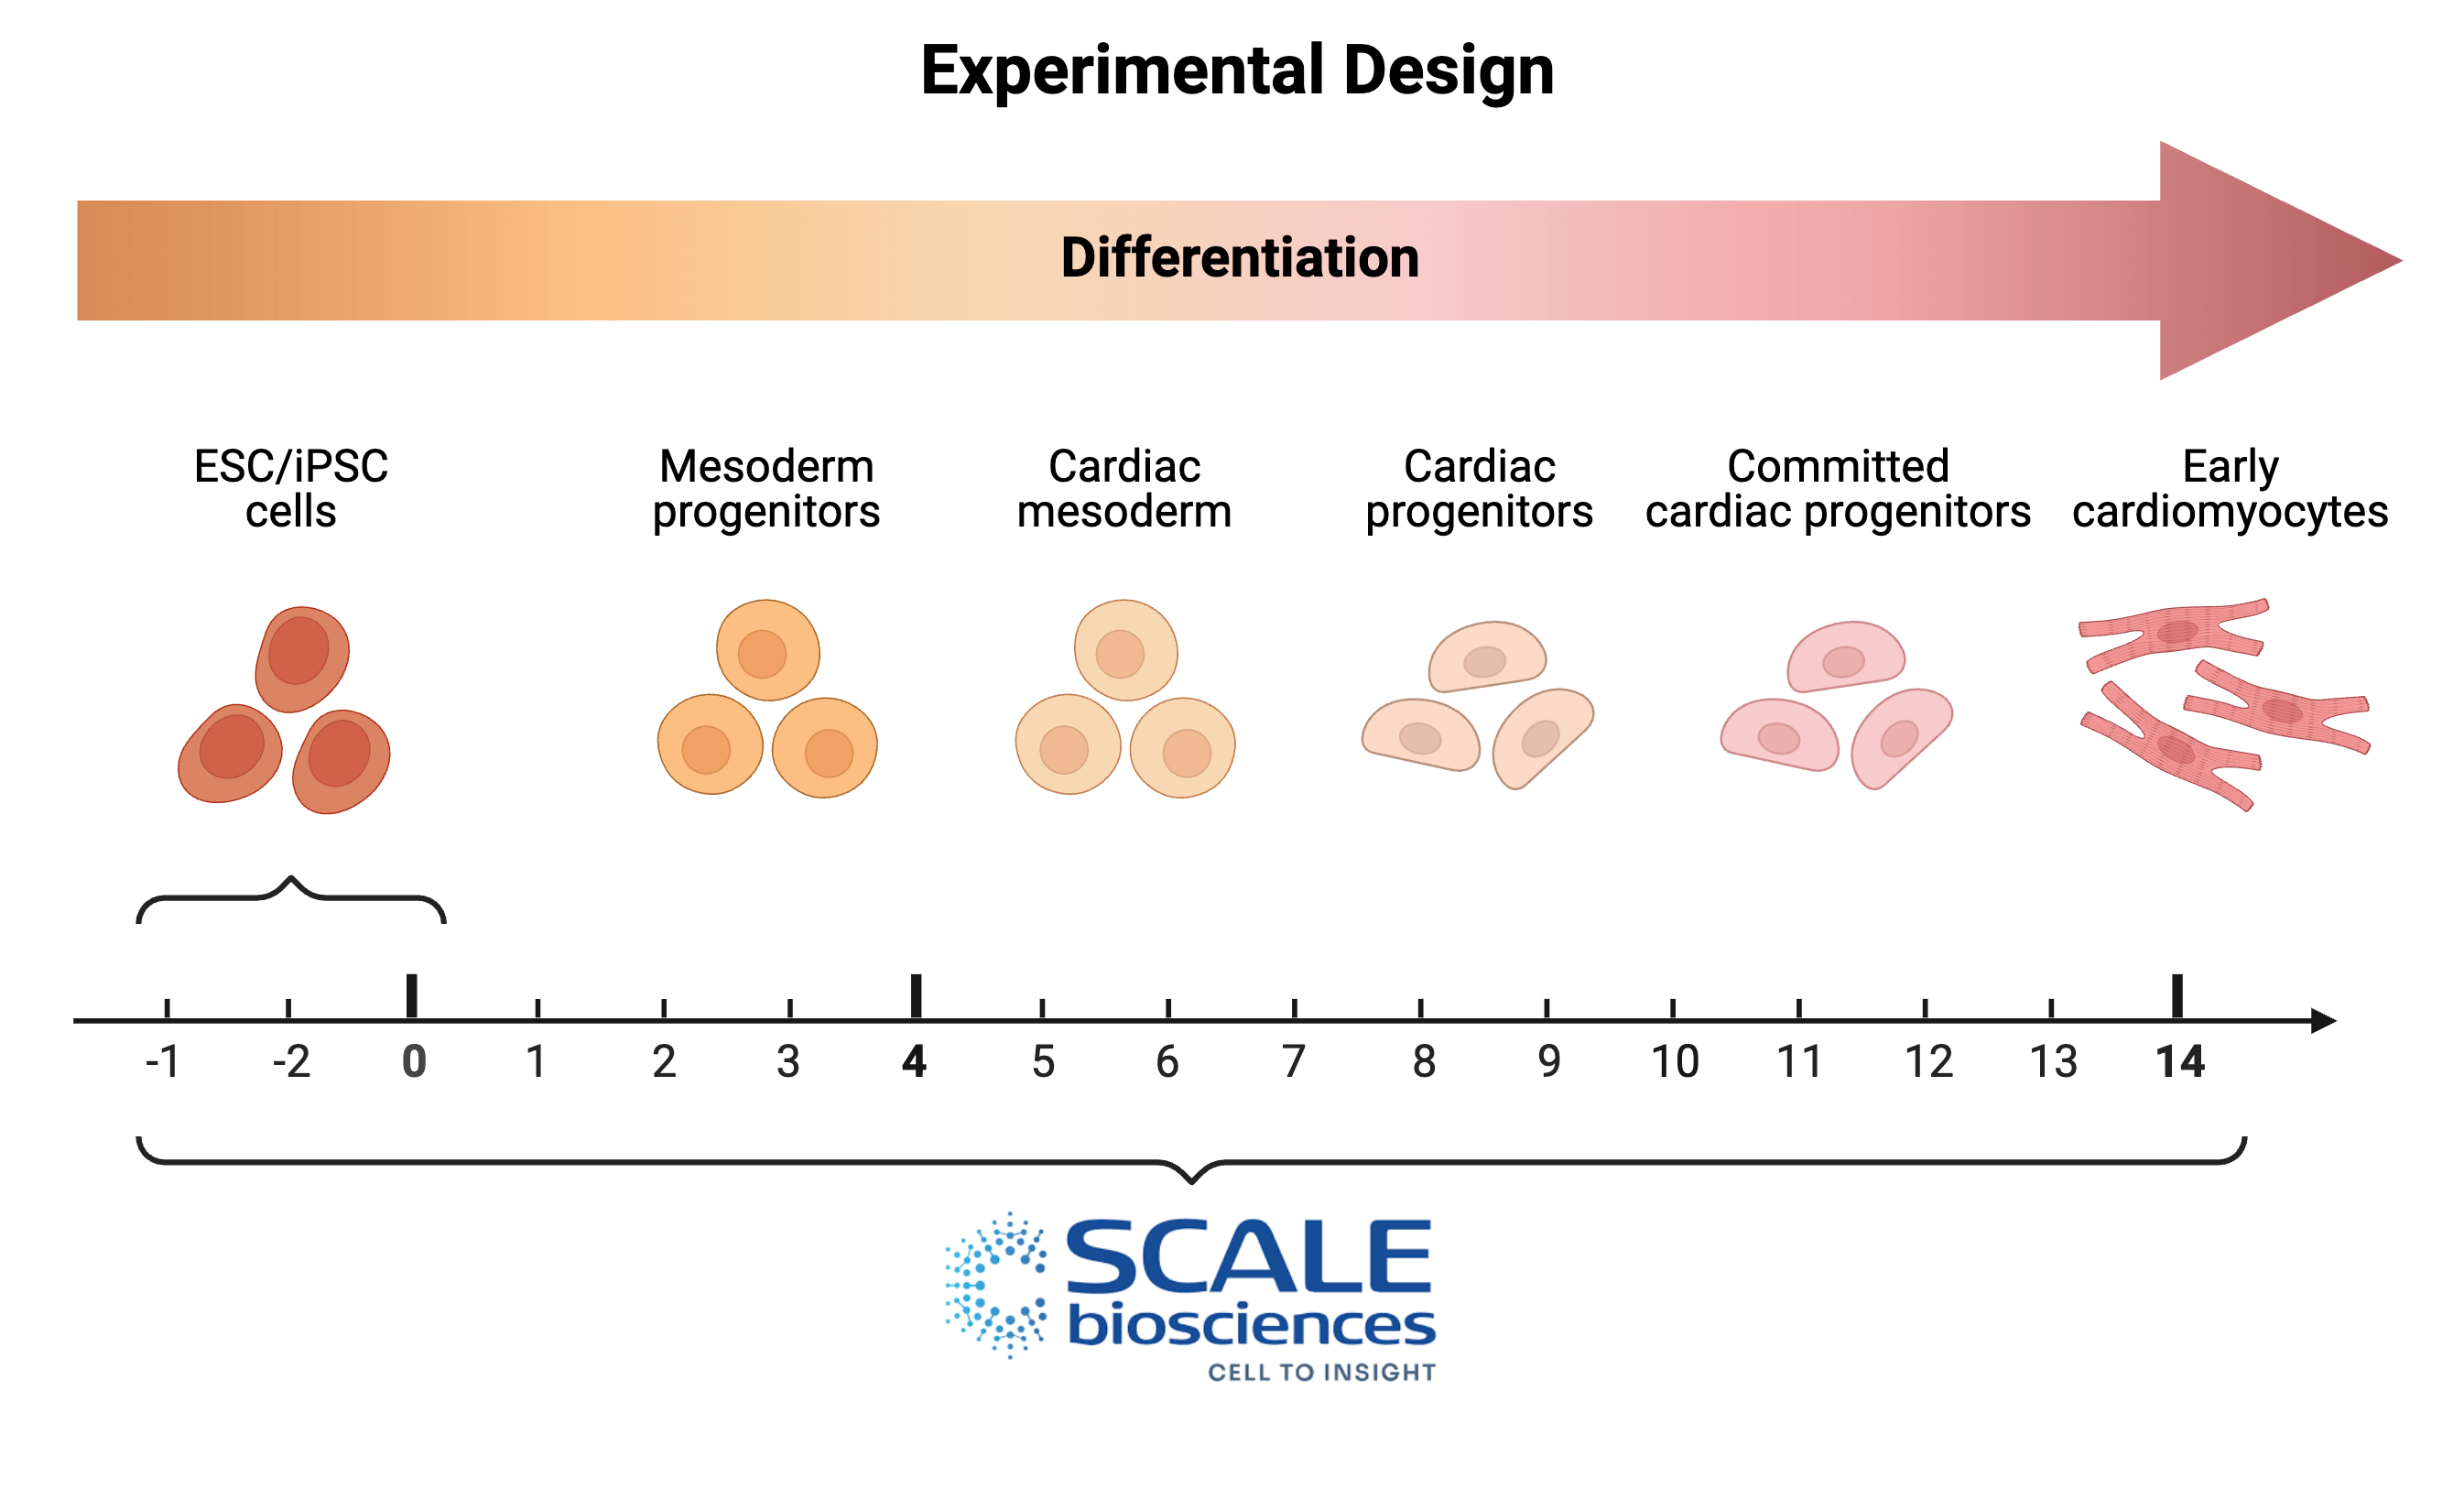 Experimental Design
Differentiation
ESC/iPSC
cells
Mesoderm
progenitors
Cardiac
mesoderm
Cardiac
progenitors
Committed
cardiac progenitors
Early
cardiomyocytes
-1 -2 0 1 2 3 4 5 6 7 8 9 10 11 12 13 14
SCALE
biosciences
CELL TO INSIGHT